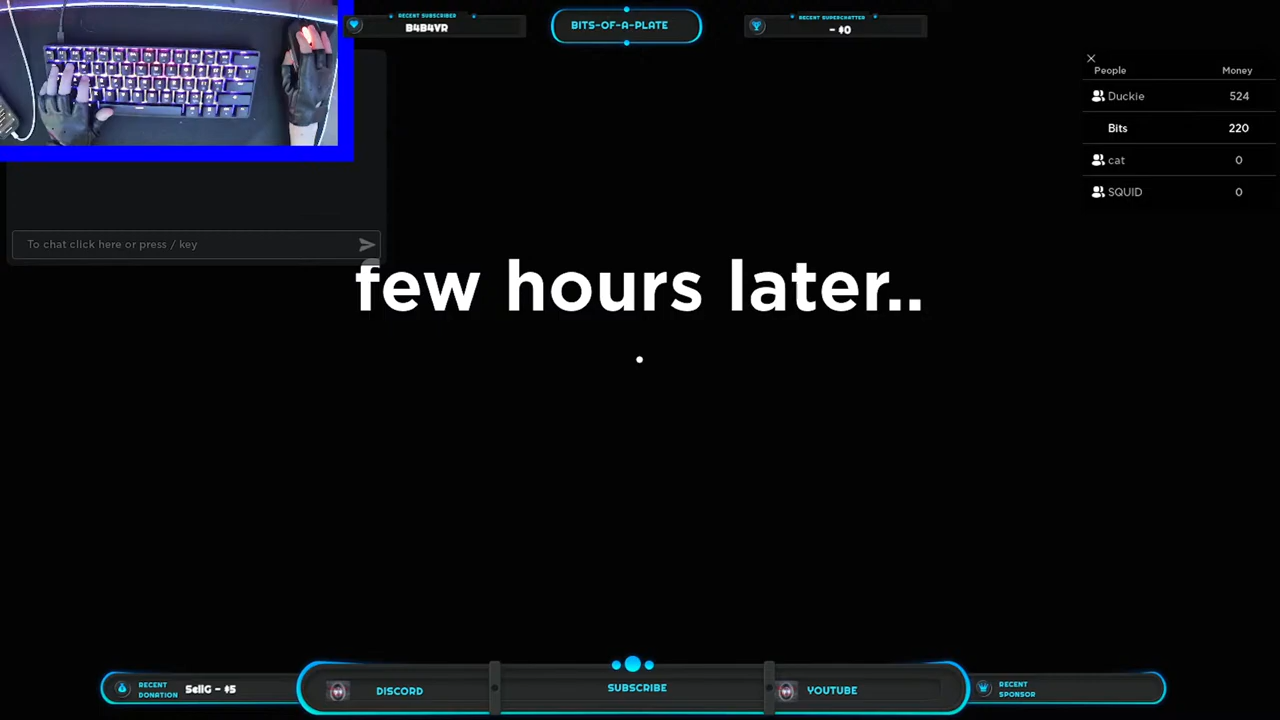 RECENT SUBSCRIBER
B4B4VR
BITS-OF-A-PLATE
RECENT SUPERCHATTER
- $0
People Money
Duckie 524
Bits 220
cat 0
SQUID 0
To chat click here or press / key
few hours later..
RECENT DONATION
SellG - $5
DISCORD
SUBSCRIBE
YOUTUBE
RECENT SPONSOR